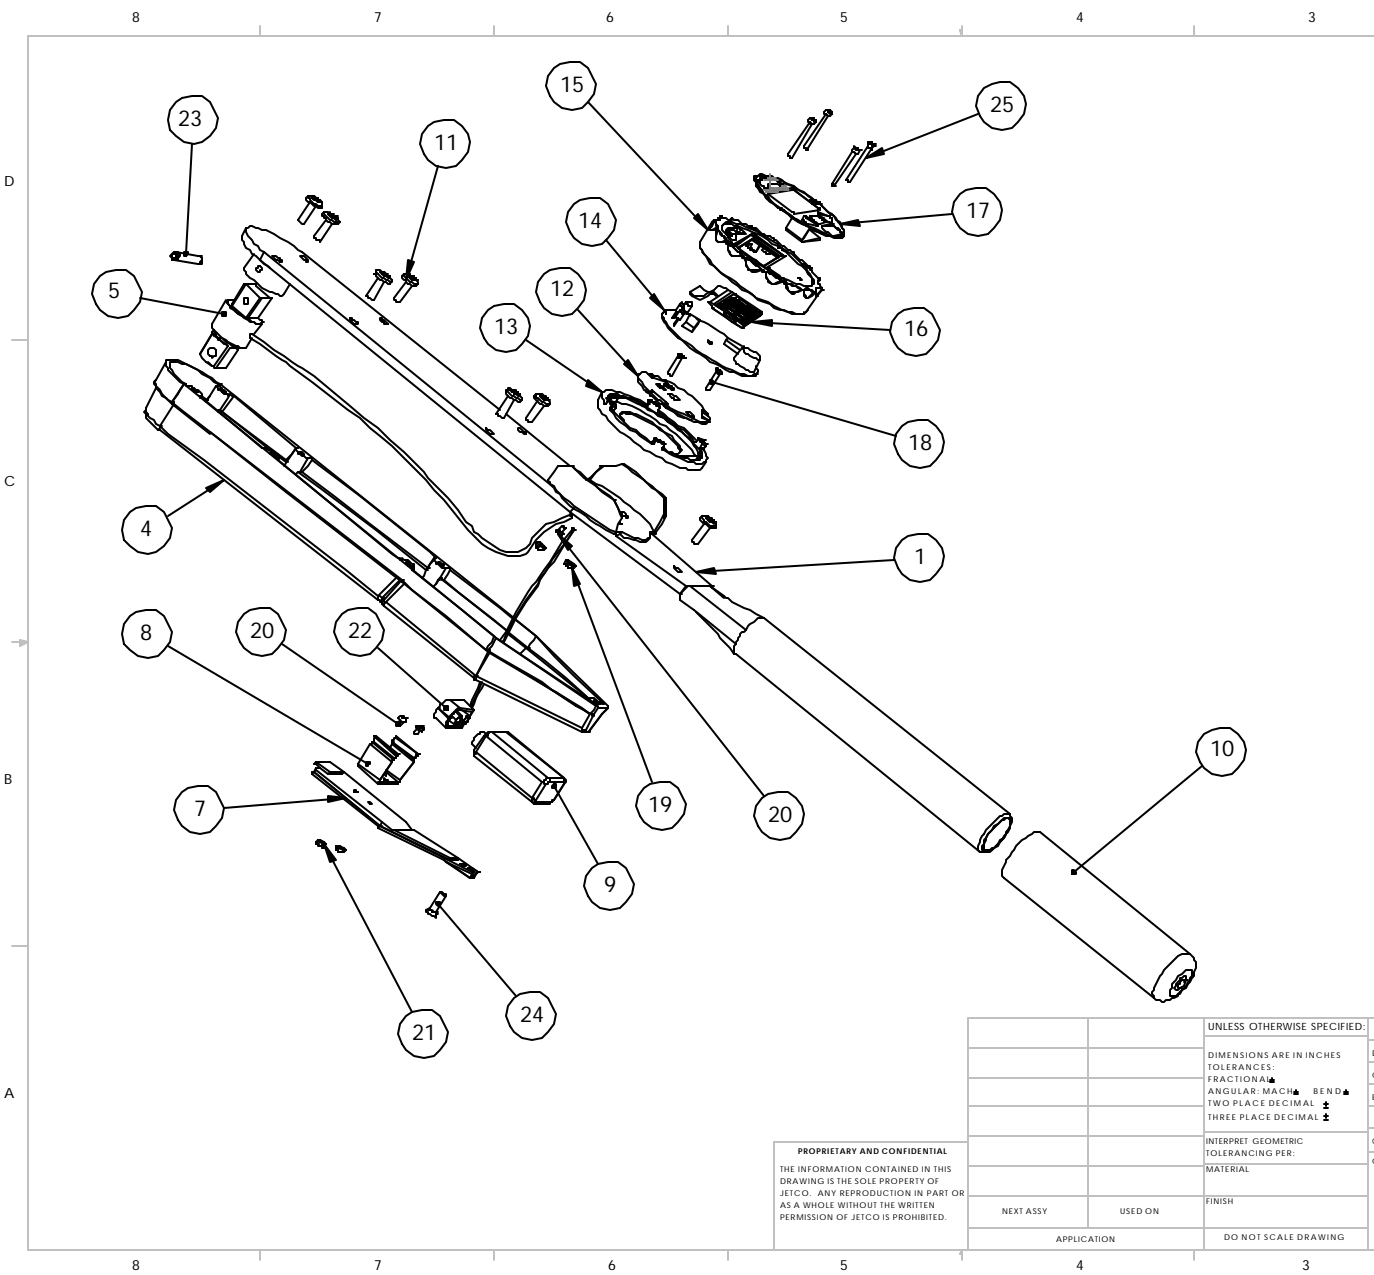 8 7 6 5 4 3
15
25
23
11
D
17
14
5
12
16
13
18
C
4
1
8
20
22
10
B
7
19
20
9
24
21
A
UNLESS OTHERWISE SPECIFIED:
DIMENSIONS ARE IN INCHES
TOLERANCES:
FRACTIONAL±
ANGULAR: MACH± BEND±
TWO PLACE DECIMAL ±
THREE PLACE DECIMAL ±
INTERPRET GEOMETRIC
TOLERANCING PER:
MATERIAL
FINISH
DO NOT SCALE DRAWING
PROPRIETARY AND CONFIDENTIAL
THE INFORMATION CONTAINED IN THIS
DRAWING IS THE SOLE PROPERTY OF
JETCO. ANY REPRODUCTION IN PART OR
AS A WHOLE WITHOUT THE WRITTEN
PERMISSION OF JETCO IS PROHIBITED.
NEXT ASSY USED ON
APPLICATION
8 7 6 5 4 3